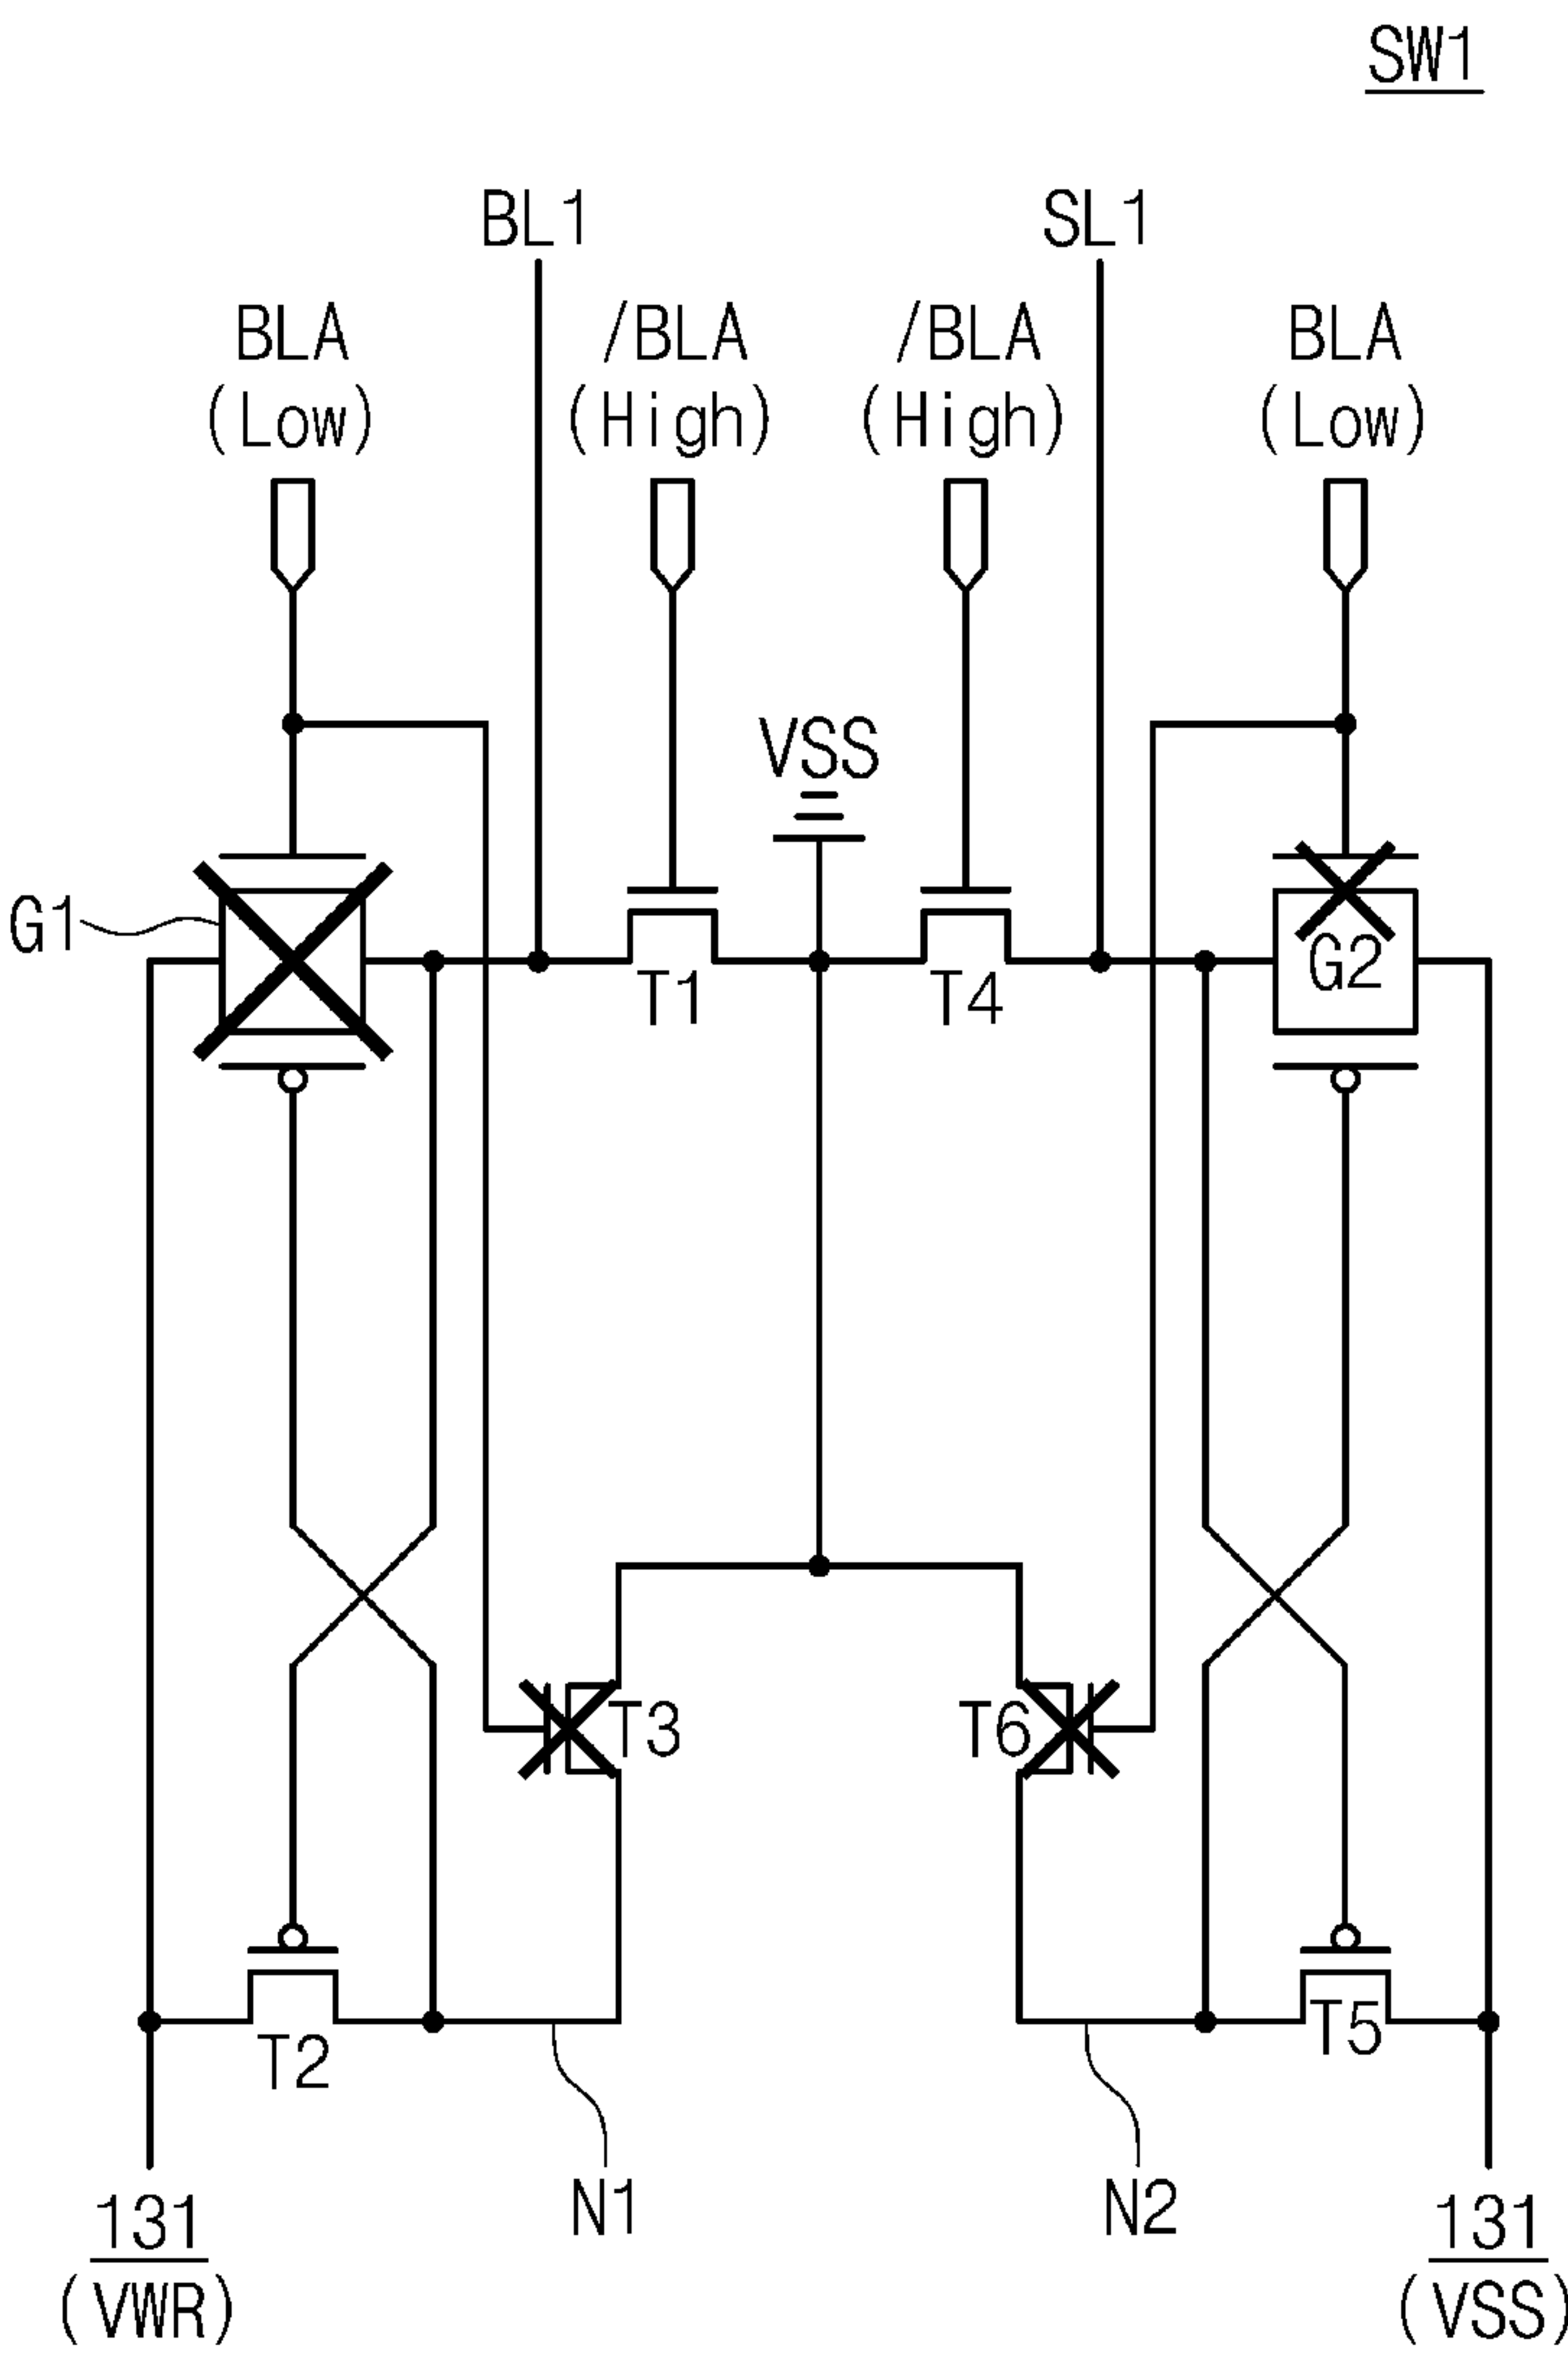 SW1
BL1
SL1
BLA
(Low)
/BLA
(High)
/BLA
(High)
BLA
(Low)
VSS
G1
G2
T1
T4
T3
T6
T2
T5
N1
N2
131
(VWR)
131
(VSS)